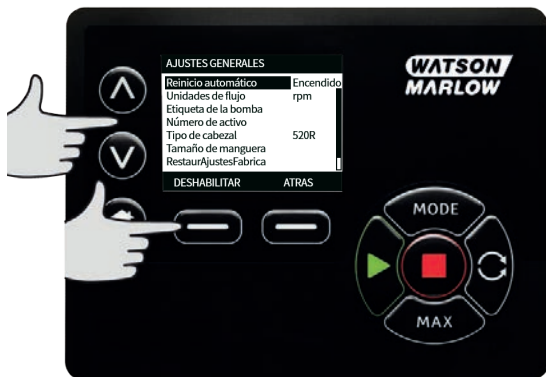 AJUSTES GENERALES
Reinicio automático Encendido
Unidades de flujo rpm
Etiqueta de la bomba
Número de activo
Tipo de cabezal 520R
Tamaño de manguera
RestaurAjustesFabrica
DESHABILITAR ATRAS
WATSON
MARLOW
MODE
MAX